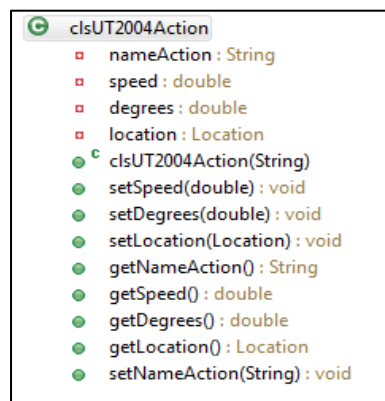 clsUT2004Action
nameAction : String
speed : double
degrees : double
location : Location
clsUT2004Action(String)
setSpeed(double) : void
setDegrees(double) : void
setLocation(Location) : void
getNameAction() : String
getSpeed() : double
getDegrees() : double
getLocation() : Location
setNameAction(String) : void